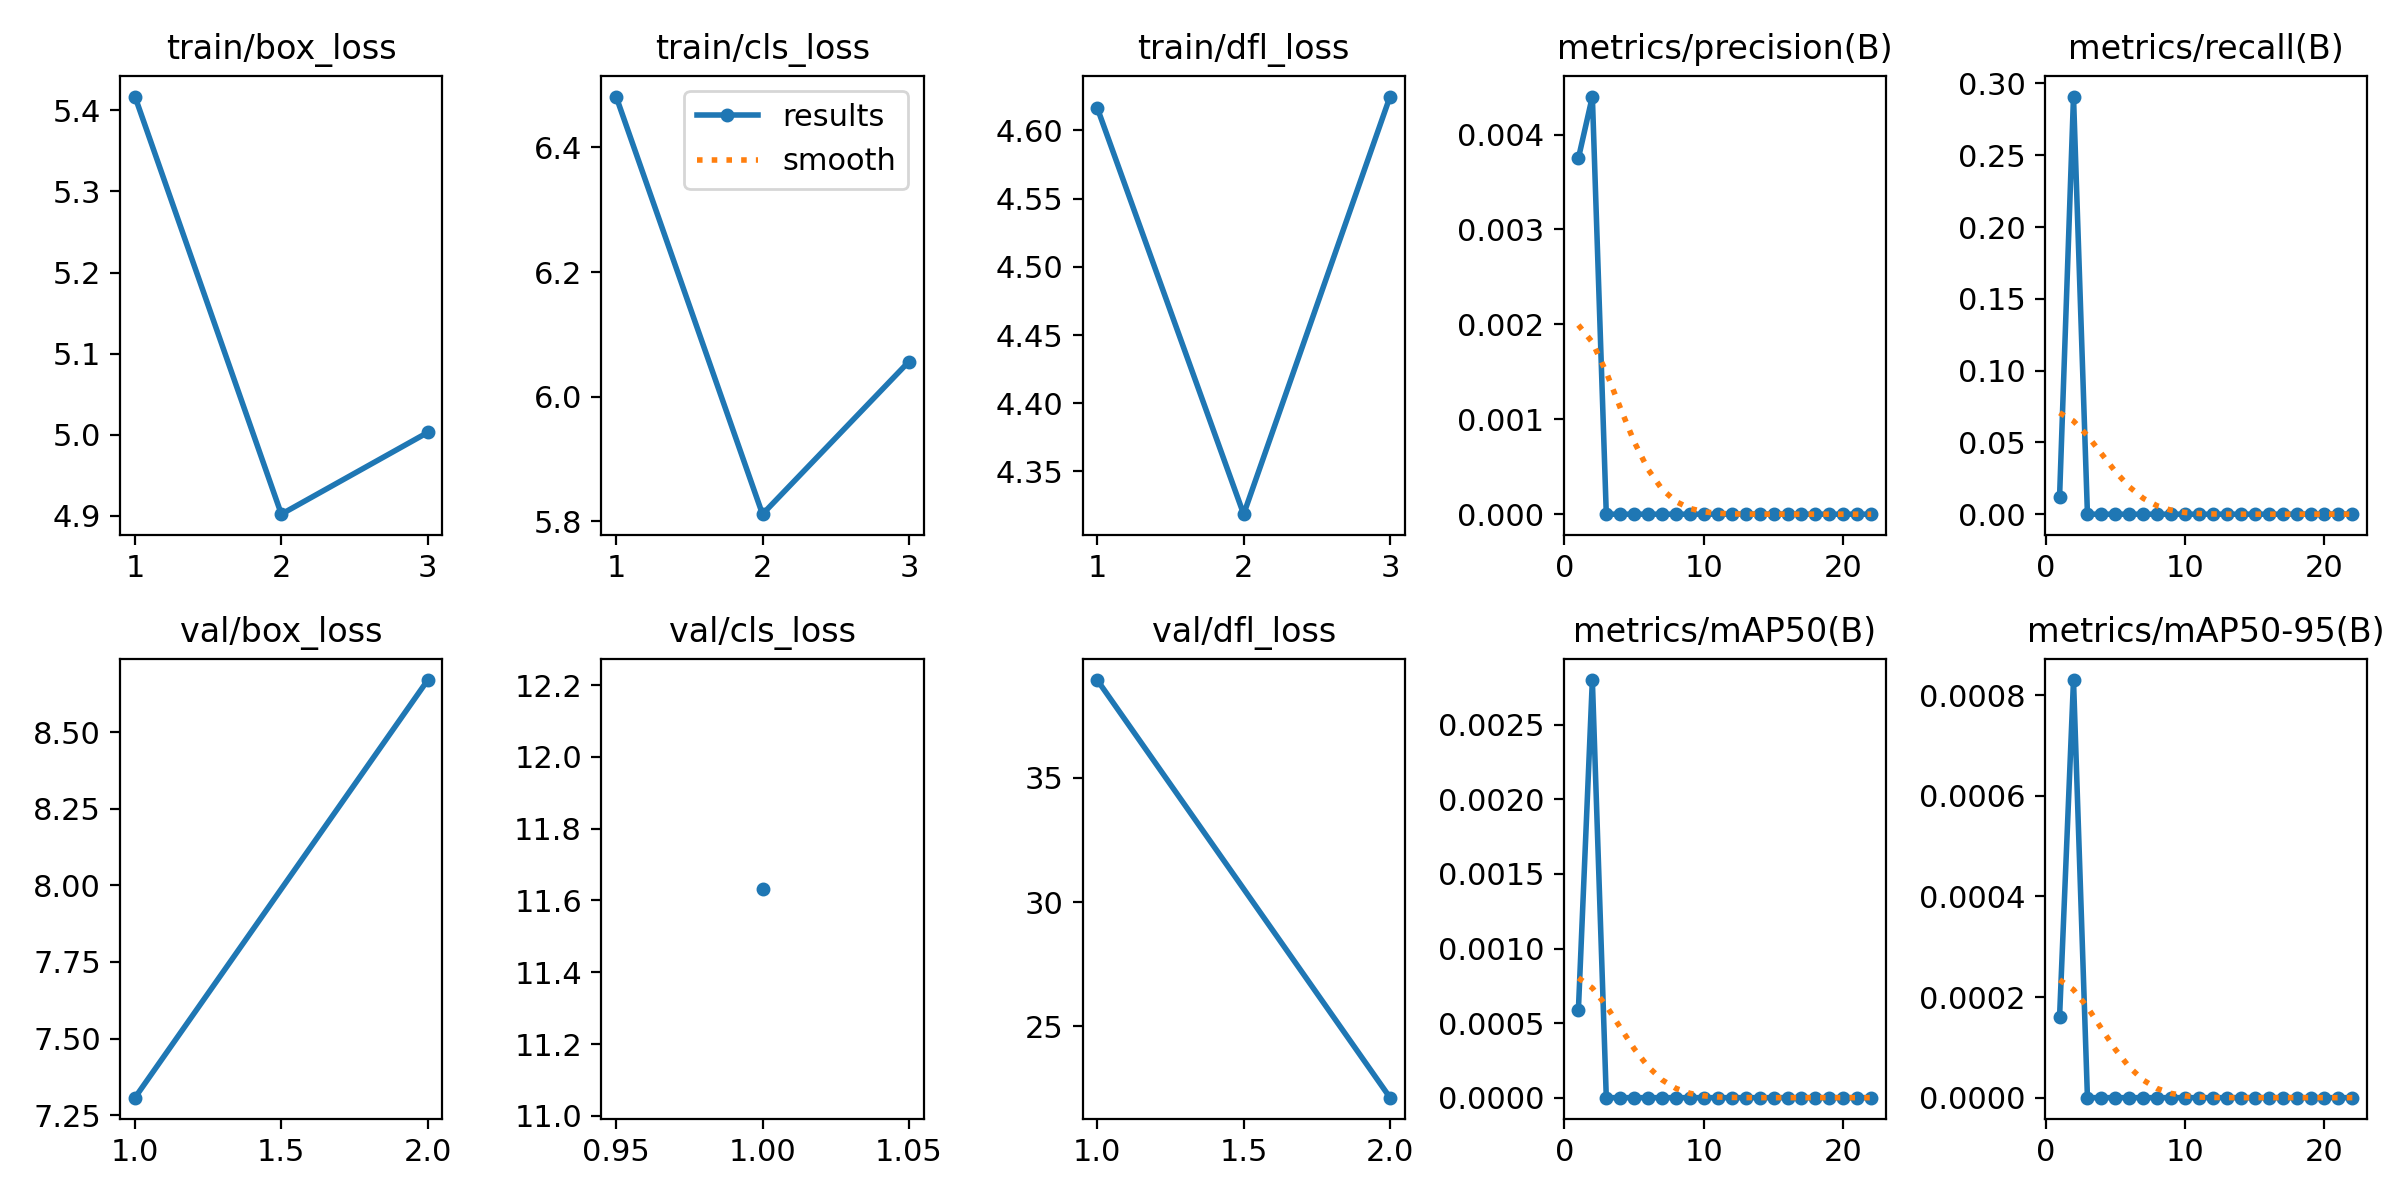 train/box_loss
5.4
5.3
5.2
5.1
5.0
4.9
1 2 3
train/cls_loss
results
smooth
6.4
6.2
6.0
5.8
1 2 3
train/dfl_loss
4.60
4.55
4.50
4.45
4.40
4.35
1 2 3
metrics/precision(B)
0.004
0.003
0.002
0.001
0.000
0 10 20
metrics/recall(B)
0.30
0.25
0.20
0.15
0.10
0.05
0.00
0 10 20
val/box_loss
8.50
8.25
8.00
7.75
7.50
7.25
1.0 1.5 2.0
val/cls_loss
12.2
12.0
11.8
11.6
11.4
11.2
11.0
0.95 1.00 1.05
val/dfl_loss
35
30
25
1.0 1.5 2.0
metrics/mAP50(B)
0.0025
0.0020
0.0015
0.0010
0.0005
0.0000
0 10 20
metrics/mAP50-95(B)
0.0008
0.0006
0.0004
0.0002
0.0000
0 10 20